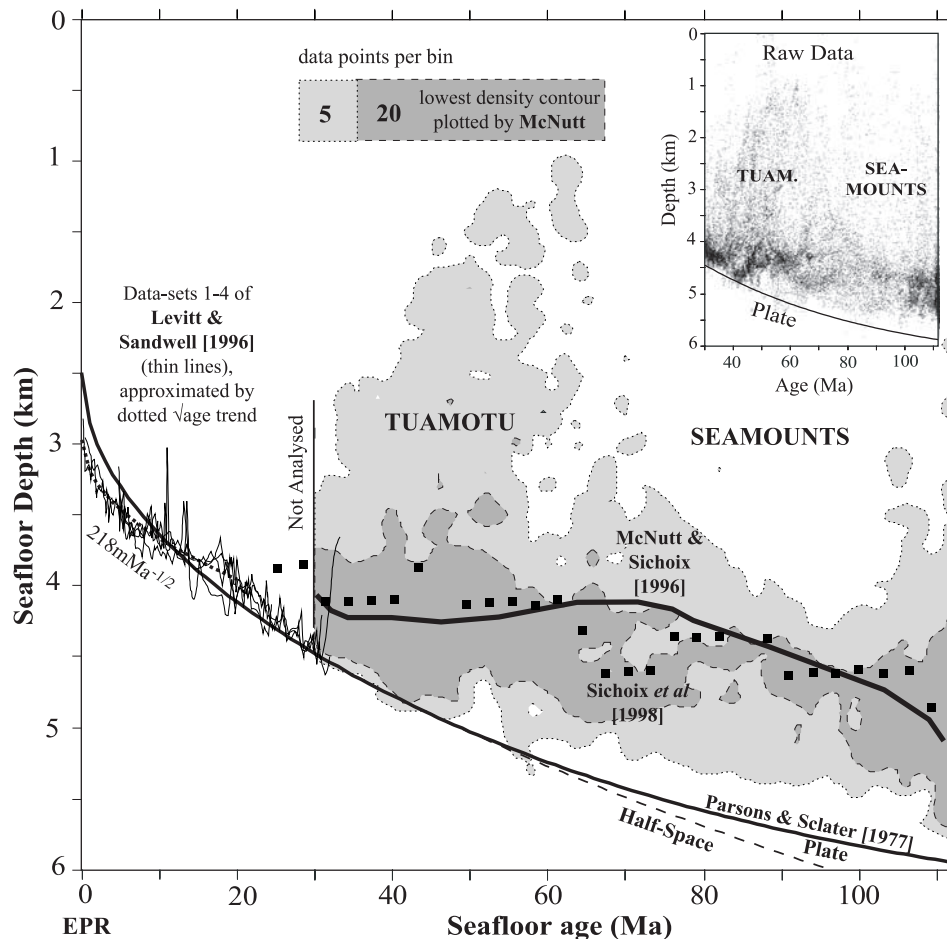 data points per bin
5
20
lowest density contour
plotted by McNutt
Raw Data
TUAM.
SEA-
MOUNTS
Plate
Depth (km)
0
1
2
3
4
5
6
40
60
80
100
Age (Ma)
Data-sets 1-4 of
Levitt &
Sandwell [1996]
(thin lines),
approximated by
dotted √age trend
218mMa-1/2
Not Analysed
TUAMOTU
SEAMOUNTS
McNutt &
Sichoix
[1996]
Sichoix et al
[1998]
Parsons & Sclater [1977]
Plate
Half-Space
Seafloor Depth (km)
0
1
2
3
4
5
6
0
20
40
60
80
100
EPR
Seafloor age (Ma)